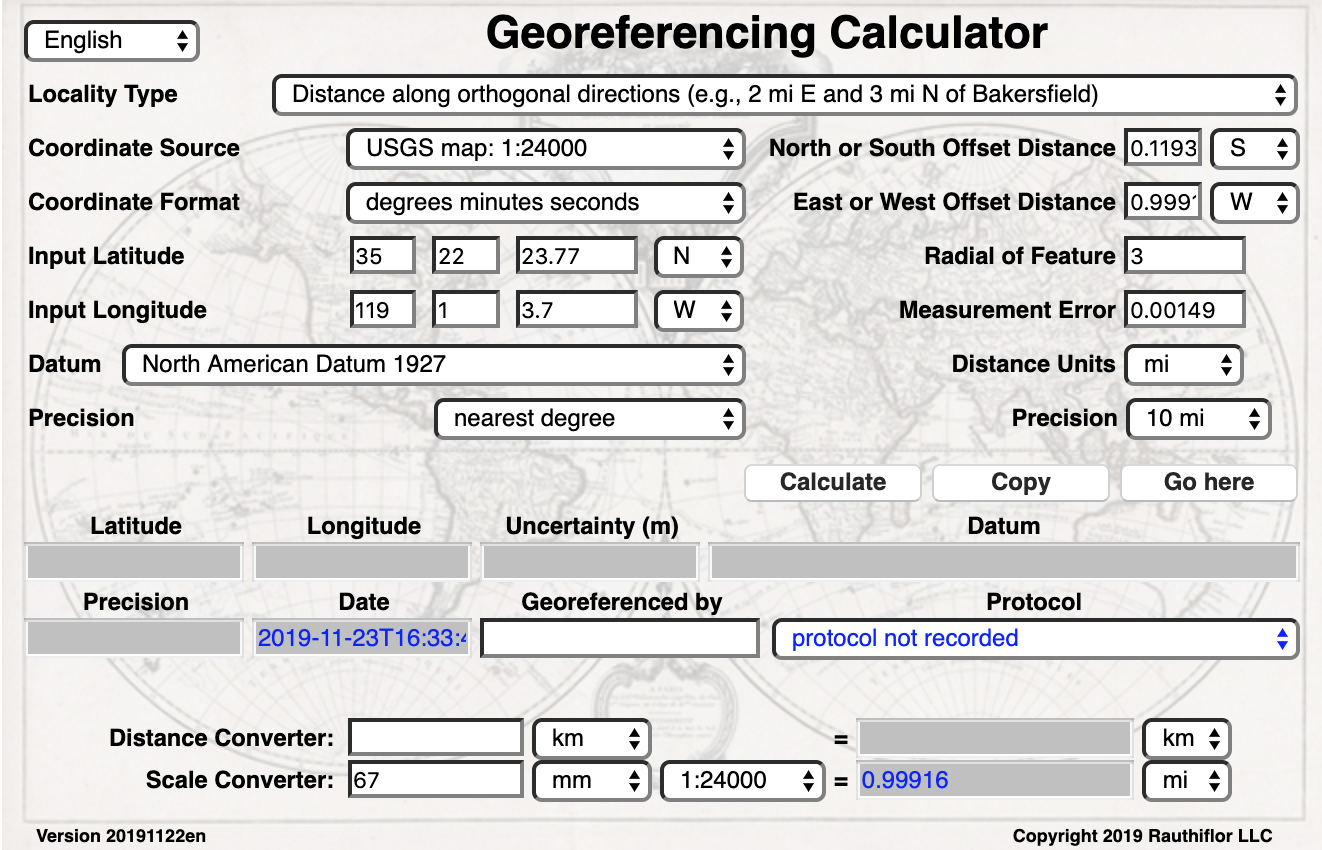 English
Georeferencing Calculator
Locality Type Distance along orthogonal directions (e.g., 2 mi E and 3 mi N of Bakersfield)
Coordinate Source USGS map: 1:24000 North or South Offset Distance 0.1193 S
Coordinate Format degrees minutes seconds East or West Offset Distance 0.9991 W
Input Latitude 35 22 23.77 N Radial of Feature 3
Input Longitude 119 1 3.7 W Measurement Error 0.00149
Datum North American Datum 1927 Distance Units mi
Precision nearest degree Precision 10 mi
Calculate Copy Go here
Latitude Longitude Uncertainty (m) Datum
Precision Date Georeferenced by Protocol
2019-11-23T16:33: protocol not recorded
Distance Converter: km = km
Scale Converter: 67 mm 1:24000 = 0.99916 mi
Version 20191122en Copyright 2019 Rauthiflor LLC